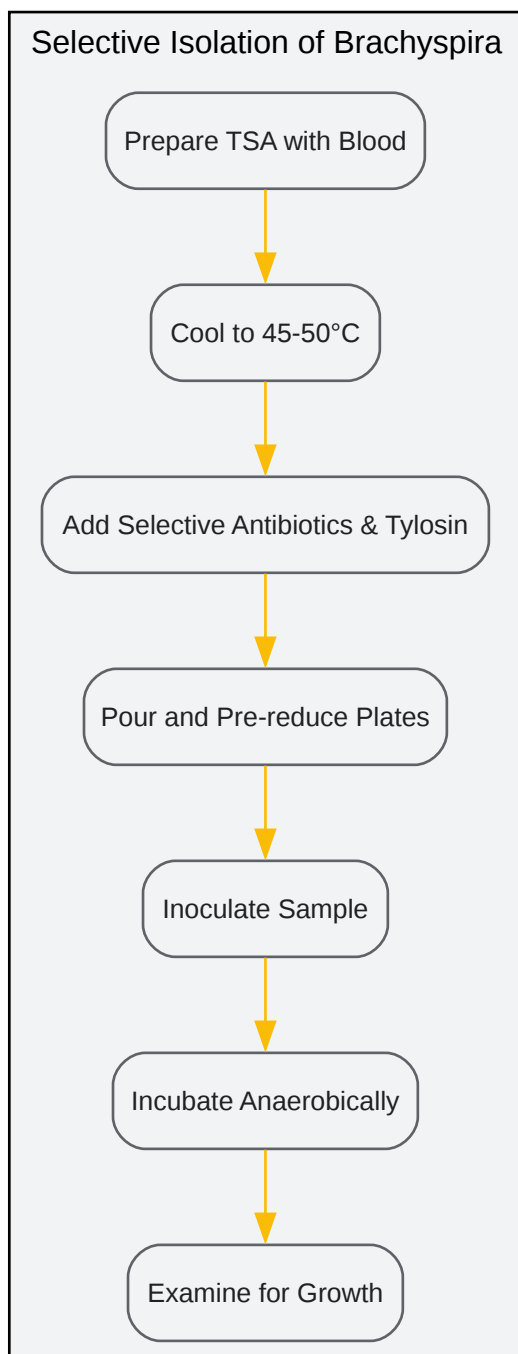 Selective Isolation of Brachyspira
Prepare TSA with Blood
Cool to 45-50°C
Add Selective Antibiotics & Tylosin
Pour and Pre-reduce Plates
Inoculate Sample
Incubate Anaerobically
Examine for Growth